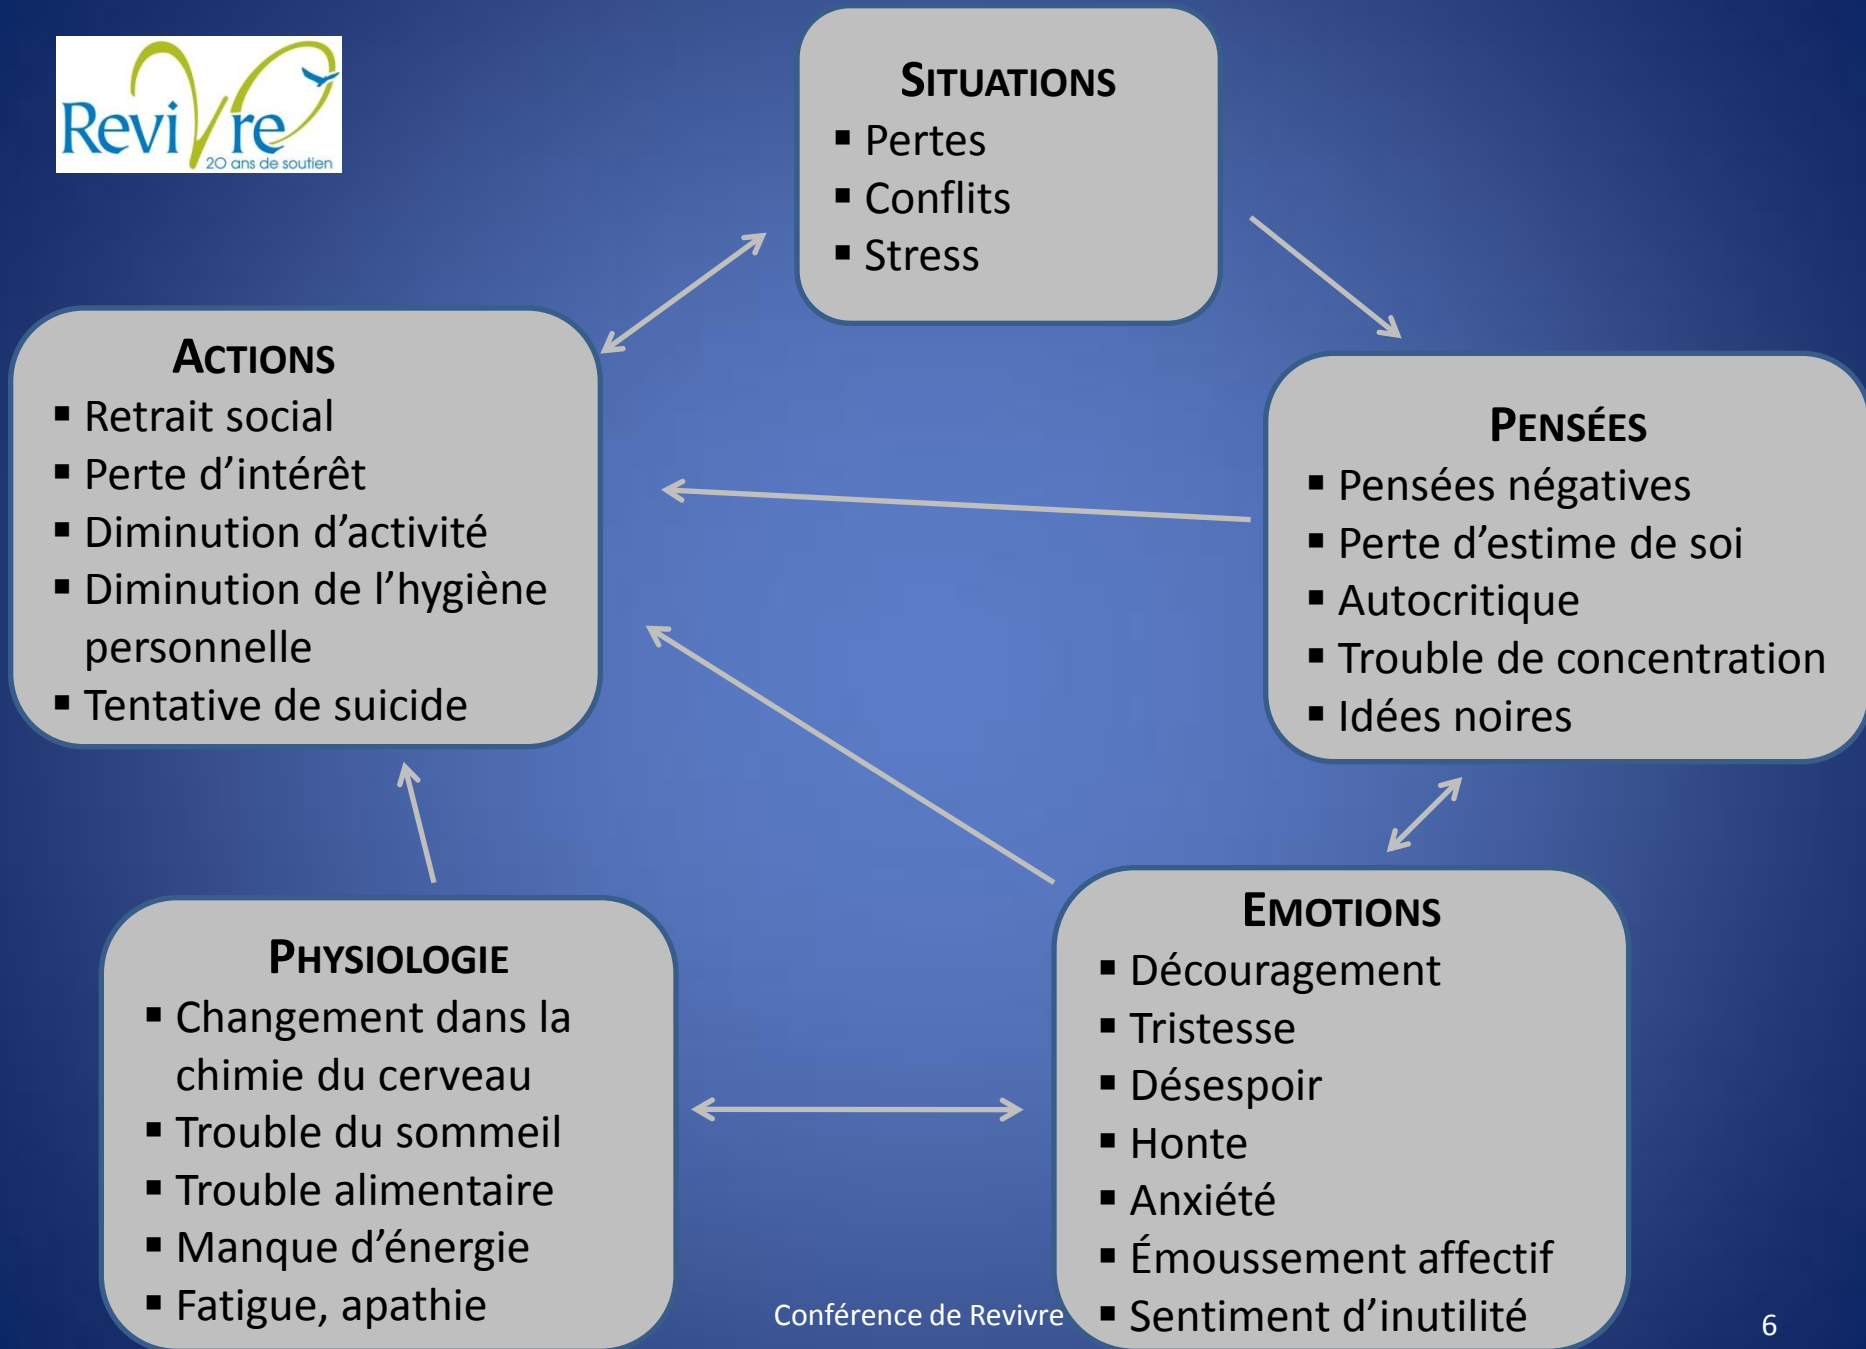 Revivre
20 ans de soutien
SITUATIONS
▪ Pertes
▪ Conflits
▪ Stress
ACTIONS
▪ Retrait social
▪ Perte d’intérêt
▪ Diminution d’activité
▪ Diminution de l’hygiène
personnelle
▪ Tentative de suicide
PENSÉES
▪ Pensées négatives
▪ Perte d’estime de soi
▪ Autocritique
▪ Trouble de concentration
▪ Idées noires
PHYSIOLOGIE
▪ Changement dans la
chimie du cerveau
▪ Trouble du sommeil
▪ Trouble alimentaire
▪ Manque d’énergie
▪ Fatigue, apathie
EMOTIONS
▪ Découragement
▪ Tristesse
▪ Désespoir
▪ Honte
▪ Anxiété
▪ Émoussement affectif
▪ Sentiment d’inutilité
Conférence de Revivre
6